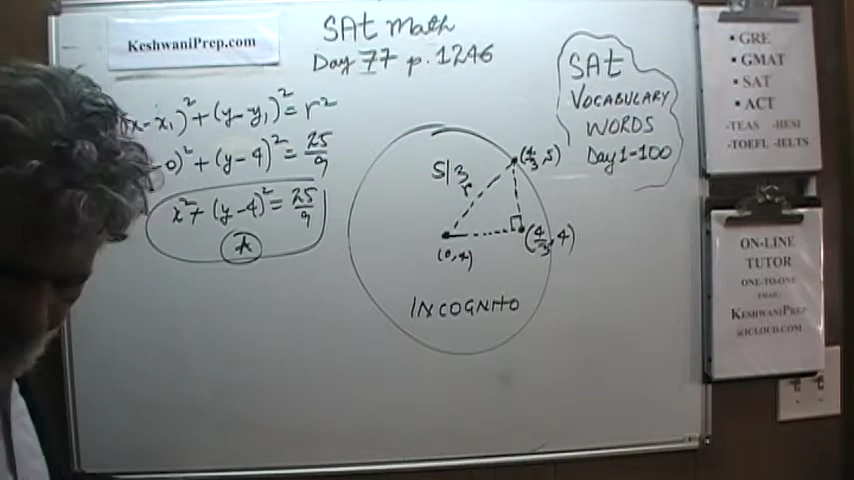 KeshwaniPrep.com
SAt Math
Day 77 p. 1246
x-x₁)² + (y-y₁)² = r²
-0)² + (y-4)² = 25/9
x² + (y-4)² = 25/9
A
5/3
r
(4/3, 5)
(0,4)
(4/3, 4)
INCOGNITO
SAt
VOCABULARY
WORDS
Day 1-100
• GRE
• GMAT
• SAT
• ACT
-TEAS -HESI
-TOEFL -IELTS
ON-LINE
TUTOR
ONE-TO-ONE
EMAIL:
KESHWANIPREP
@ICLOUD.COM